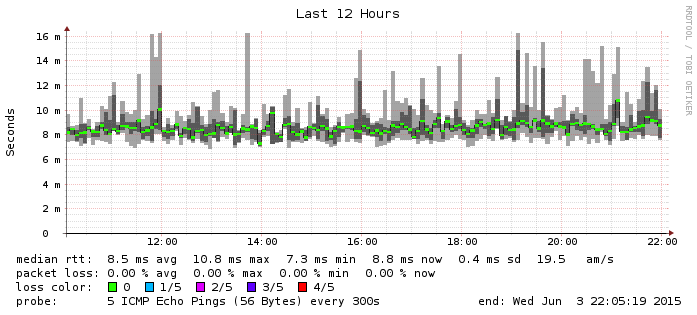 Last 12 Hours
RRDTOOL / TOBI OETIKER
Seconds
16 m
14 m
12 m
10 m
8 m
6 m
4 m
2 m
0
12:00 14:00 16:00 18:00 20:00 22:00
median rtt: 8.5 ms avg 10.8 ms max 7.3 ms min 8.8 ms now 0.4 ms sd 19.5 am/s
packet loss: 0.00 % avg 0.00 % max 0.00 % min 0.00 % now
loss color: 0 1/5 2/5 3/5 4/5
probe: 5 ICMP Echo Pings (56 Bytes) every 300s end: Wed Jun 3 22:05:19 2015